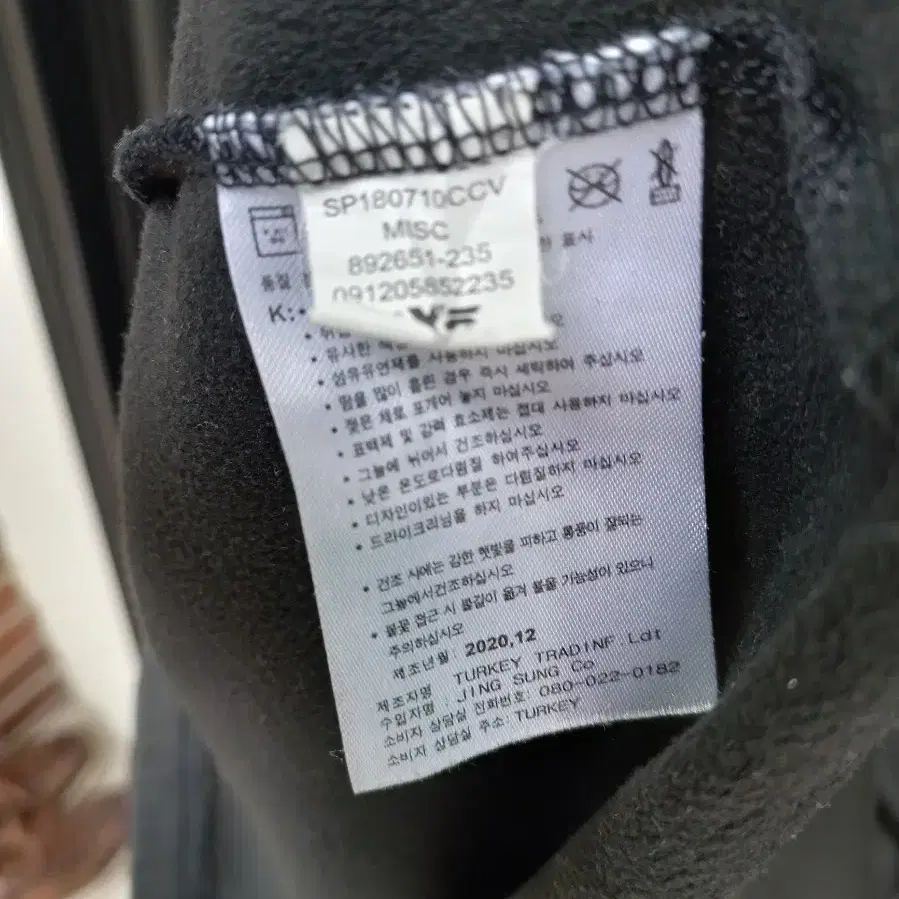 SP180710CCV
MISC
892651-235
091205852235
표시
품질
K:
• 유사한
• 섬유유연제를 사용하지 마십시오
• 땀을 많이 흘린 경우 즉시 세탁하여 주십시오
• 젖은 채로 포개어 놓지 마십시오
• 표백제 및 강력 효소제는 절대 사용하지 마십시오
• 그늘에 뉘어서 건조하십시오
• 낮은 온도로다림질 하여주십시오
• 디자인이있는 부분은 다림질하지 마십시오
• 드라이크리닝을 하지 마십시오
• 건조 시에는 강한 햇빛을 피하고 통풍이 잘되는
그늘에서건조하십시오
• 불꽃 접근 시 불길이 옮겨 붙을 가능성이 있으니
주의하십시오
제조년월: 2020,12
제조자명 TURKEY TRADINF.Ldt
수입자명 : JING SUNG Co
소비자 상담실 전화번호: 080-022-0182
소비자 상담실 주소: TURKEY